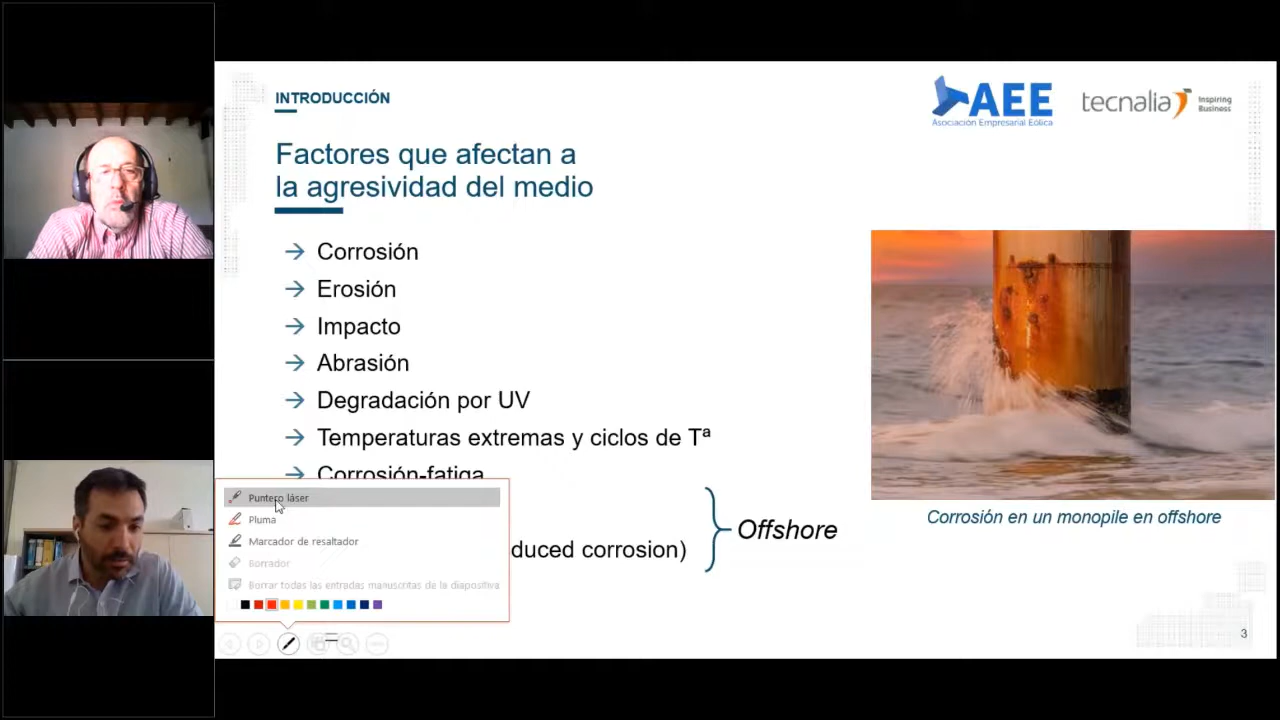 INTRODUCCIÓN
AEE
Asociación Empresarial Eólica
tecnalia
Inspiring
Business
Factores que afectan a
la agresividad del medio
→ Corrosión
→ Erosión
→ Impacto
→ Abrasión
→ Degradación por UV
→ Temperaturas extremas y ciclos de Tª
→ Corrosión-fatiga
Puntero láser
Pluma
Marcador de resaltador
Borrador
Borrar todas las entradas manuscritas de la diapositiva
duced corrosion)
Offshore
Corrosión en un monopile en offshore
3